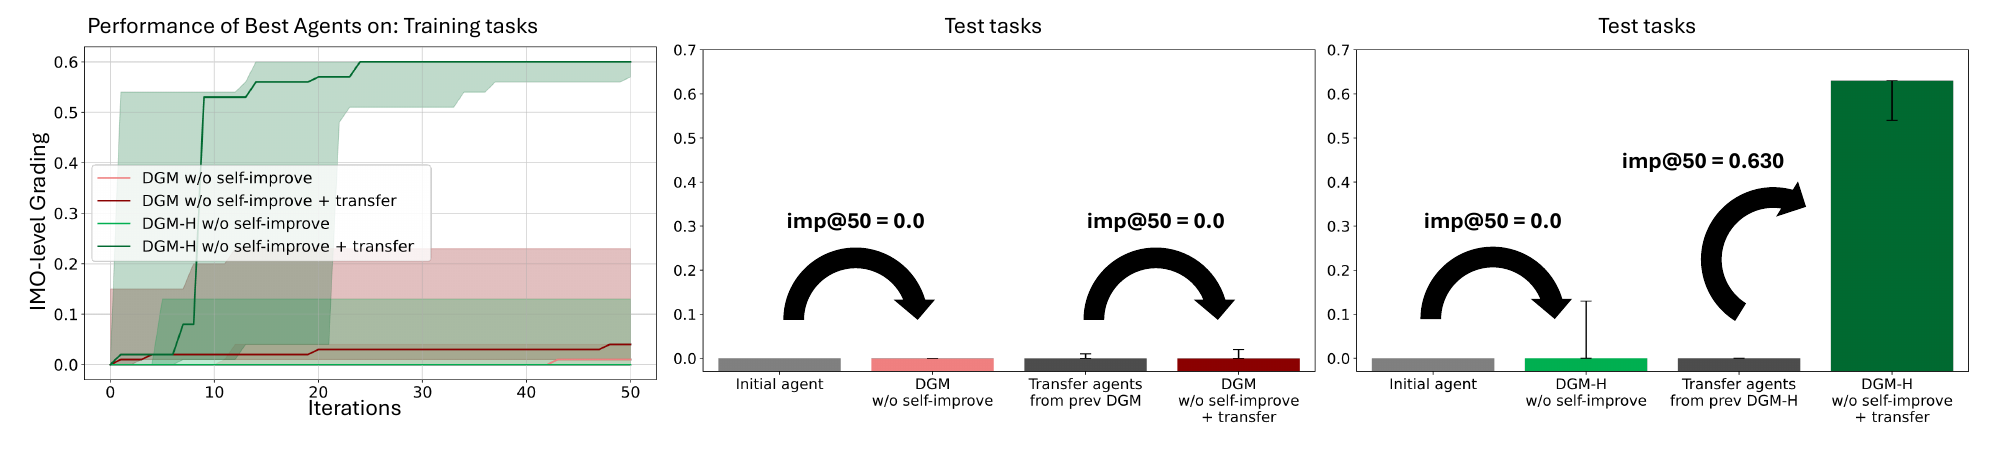 Performance of Best Agents on: Training tasks
IMO-level Grading
0.6
0.5
0.4
0.3
0.2
0.1
0.0
DGM w/o self-improve
DGM w/o self-improve + transfer
DGM-H w/o self-improve
DGM-H w/o self-improve + transfer
0 10 20 30 40 50
Iterations
Test tasks
0.7
0.6
0.5
0.4
0.3
0.2
0.1
0.0
imp@50 = 0.0
imp@50 = 0.0
Initial agent
DGM
w/o self-improve
Transfer agents
from prev DGM
DGM
w/o self-improve
+ transfer
Test tasks
0.7
0.6
0.5
0.4
0.3
0.2
0.1
0.0
imp@50 = 0.0
imp@50 = 0.630
Initial agent
DGM-H
w/o self-improve
Transfer agents
from prev DGM-H
DGM-H
w/o self-improve
+ transfer